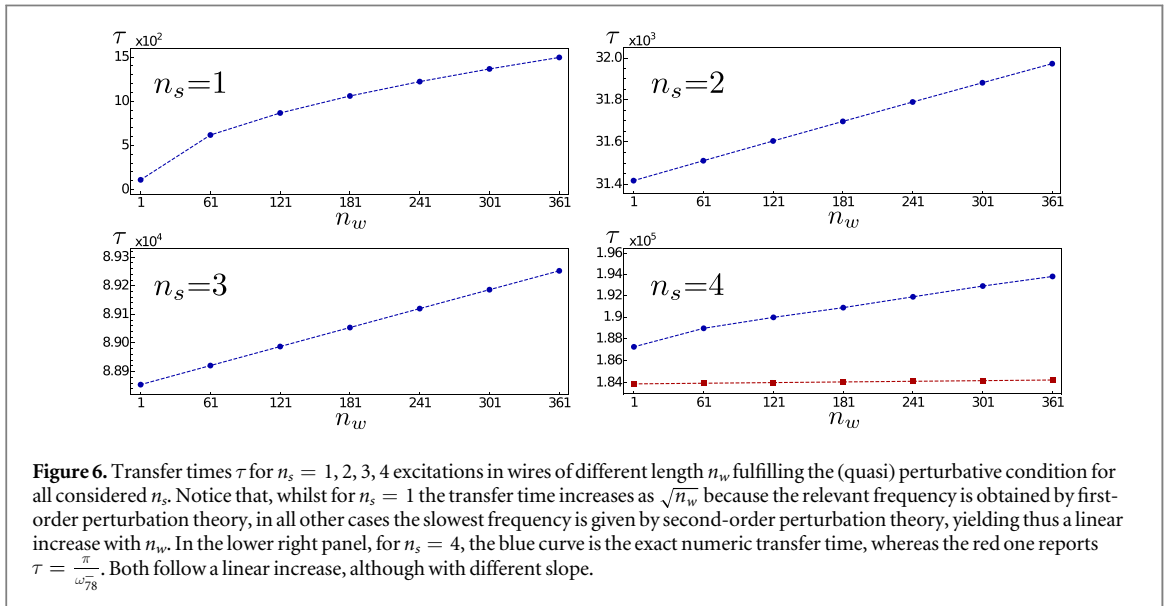 τ x10²
15
10
5
0
n_s=1
1 61 121 181 241 301 361
n_w
τ x10³
32.0
31.8
31.6
31.4
n_s=2
1 61 121 181 241 301 361
n_w
τ x10⁴
8.93
8.92
8.91
8.90
8.89
n_s=3
1 61 121 181 241 301 361
n_w
τ x10⁵
1.96
1.94
1.92
1.9
1.88
1.86
1.84
n_s=4
1 61 121 181 241 301 361
n_w
Figure 6. Transfer times τ for n_s = 1, 2, 3, 4 excitations in wires of different length n_w fulfilling the (quasi) perturbative condition for
all considered n_s. Notice that, whilst for n_s = 1 the transfer time increases as √n_w because the relevant frequency is obtained by first-
order perturbation theory, in all other cases the slowest frequency is given by second-order perturbation theory, yielding thus a linear
increase with n_w. In the lower right panel, for n_s = 4, the blue curve is the exact numeric transfer time, whereas the red one reports
τ = π/ω⁻₇₈. Both follow a linear increase, although with different slope.